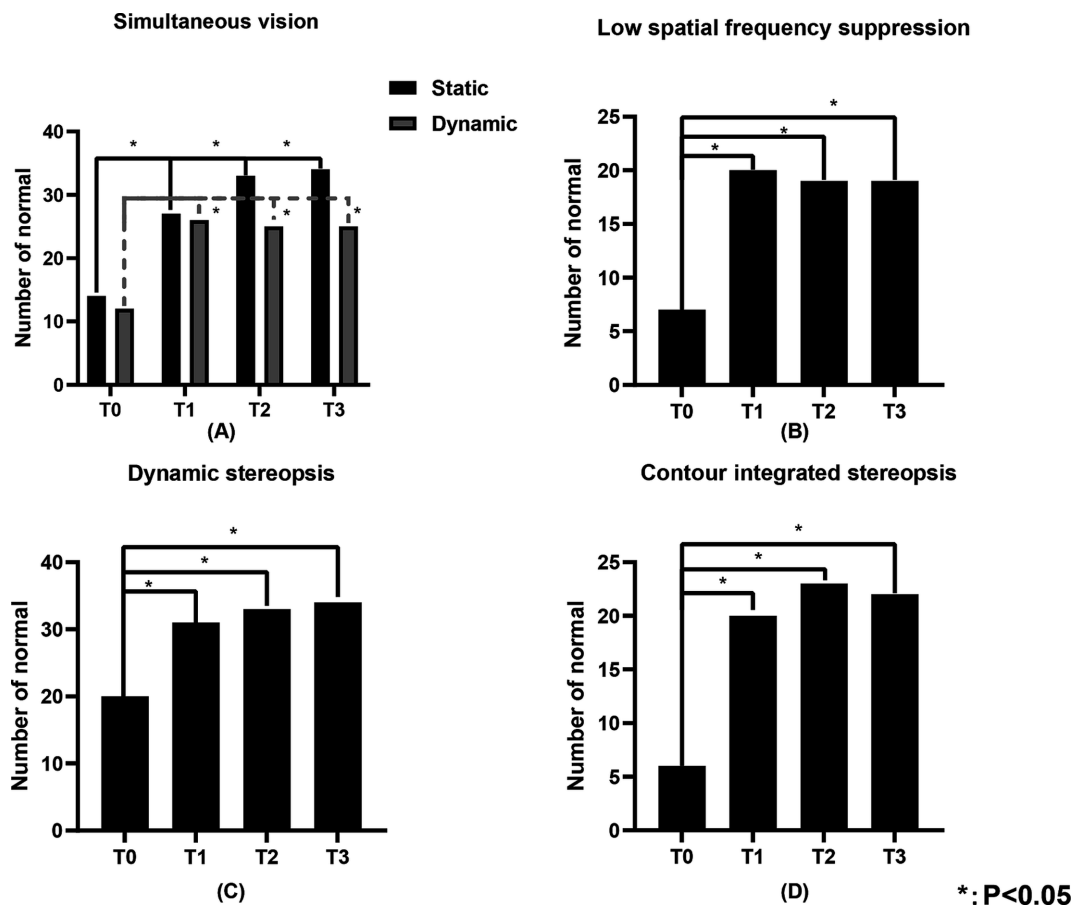 Simultaneous vision
Static
Dynamic
Number of normal
40
30
20
10
0
* * *
* * *
T0 T1 T2 T3
(A)
Low spatial frequency suppression
Number of normal
25
20
15
10
5
0
*
*
*
T0 T1 T2 T3
(B)
Dynamic stereopsis
Number of normal
40
30
20
10
0
*
*
*
T0 T1 T2 T3
(C)
Contour integrated stereopsis
Number of normal
25
20
15
10
5
0
*
*
*
T0 T1 T2 T3
(D)
*: P<0.05